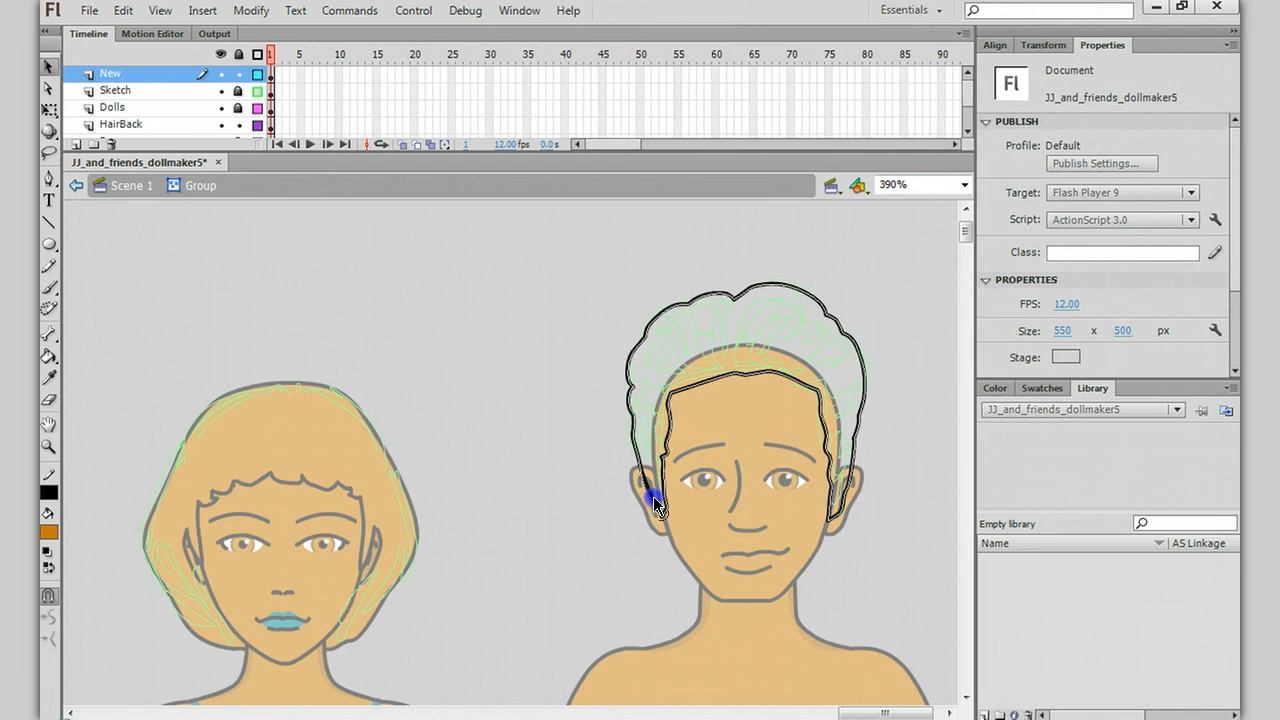 Fl File Edit View Insert Modify Text Commands Control Debug Window Help Essentials
Timeline Motion Editor Output
1 5 10 15 20 25 30 35 40 45 50 55 60 65 70 75 80 85 90
New
Sketch
Dolls
HairBack
1 12.00 fps 0.0 s
JJ_and_friends_dollmaker5*
Scene 1 Group 390%
Align Transform Properties
Fl Document
JJ_and_friends_dollmaker5
PUBLISH
Profile: Default
Publish Settings...
Target: Flash Player 9
Script: ActionScript 3.0
Class:
PROPERTIES
FPS: 12.00
Size: 550 x 500 px
Stage:
Color Swatches Library
JJ_and_friends_dollmaker5
Empty library
Name AS Linkage
T